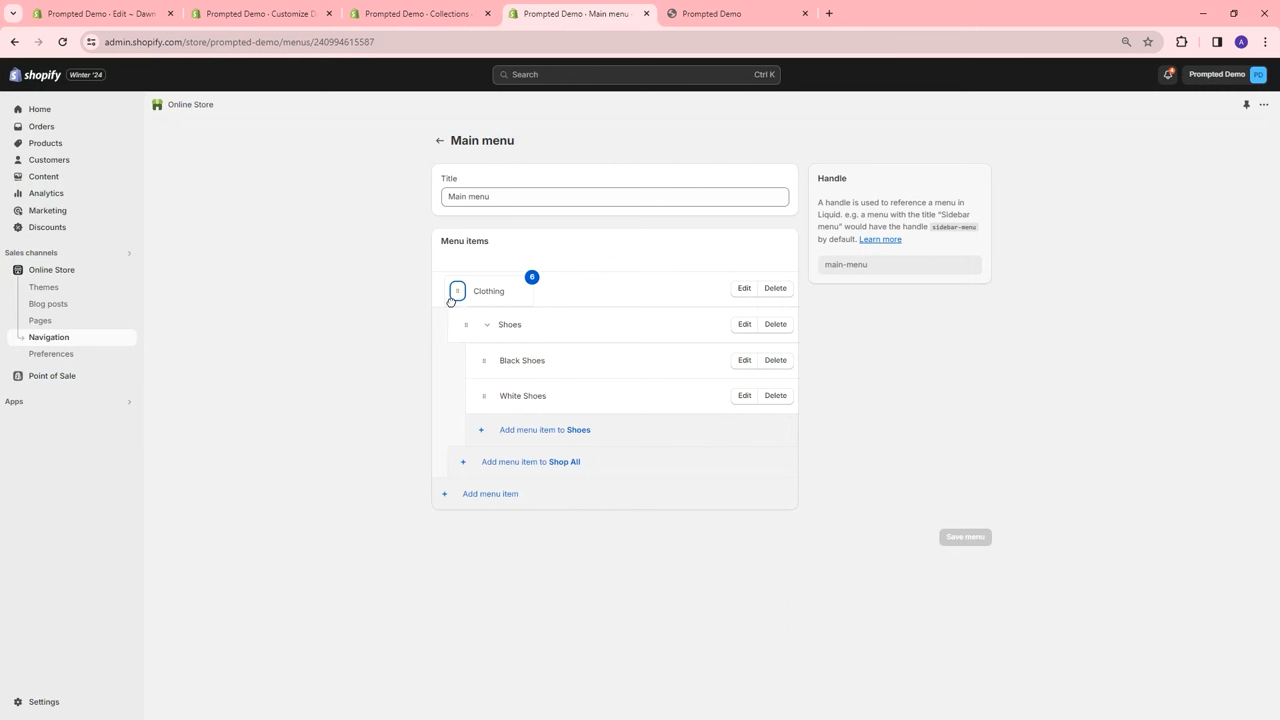 Prompted Demo · Edit ~ Dawn
Prompted Demo · Customize D
Prompted Demo · Collections ·
Prompted Demo · Main menu ·
Prompted Demo
admin.shopify.com/store/prompted-demo/menus/240994615587
A
shopify
Winter '24
Search
Ctrl K
Prompted Demo
PD
Home
Orders
Products
Customers
Content
Analytics
Marketing
Discounts
Sales channels
Online Store
Themes
Blog posts
Pages
Navigation
Preferences
Point of Sale
Apps
Settings
Online Store
Main menu
Title
Main menu
Menu items
6
Clothing
Edit
Delete
Shoes
Edit
Delete
Black Shoes
Edit
Delete
White Shoes
Edit
Delete
+ Add menu item to Shoes
+ Add menu item to Shop All
+ Add menu item
Handle
A handle is used to reference a menu in
Liquid. e.g. a menu with the title “Sidebar
menu” would have the handle sidebar-menu
by default. Learn more
main-menu
Save menu